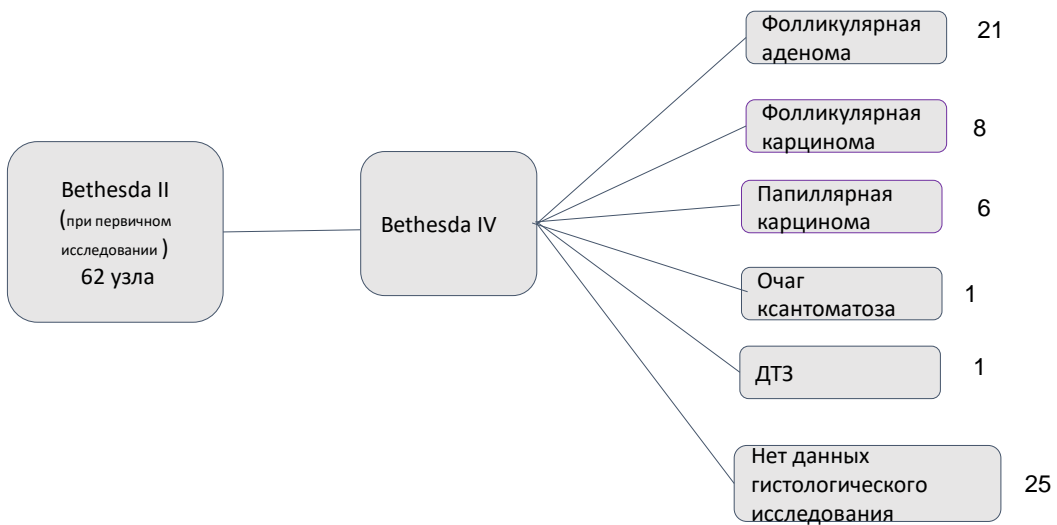 Bethesda II
(при первичном
исследовании )
62 узла
Bethesda IV
Фолликулярная
аденома
21
Фолликулярная
карцинома
8
Папиллярная
карцинома
6
Очаг
ксантоматоза
1
ДТЗ
1
Нет данных
гистологического
исследования
25